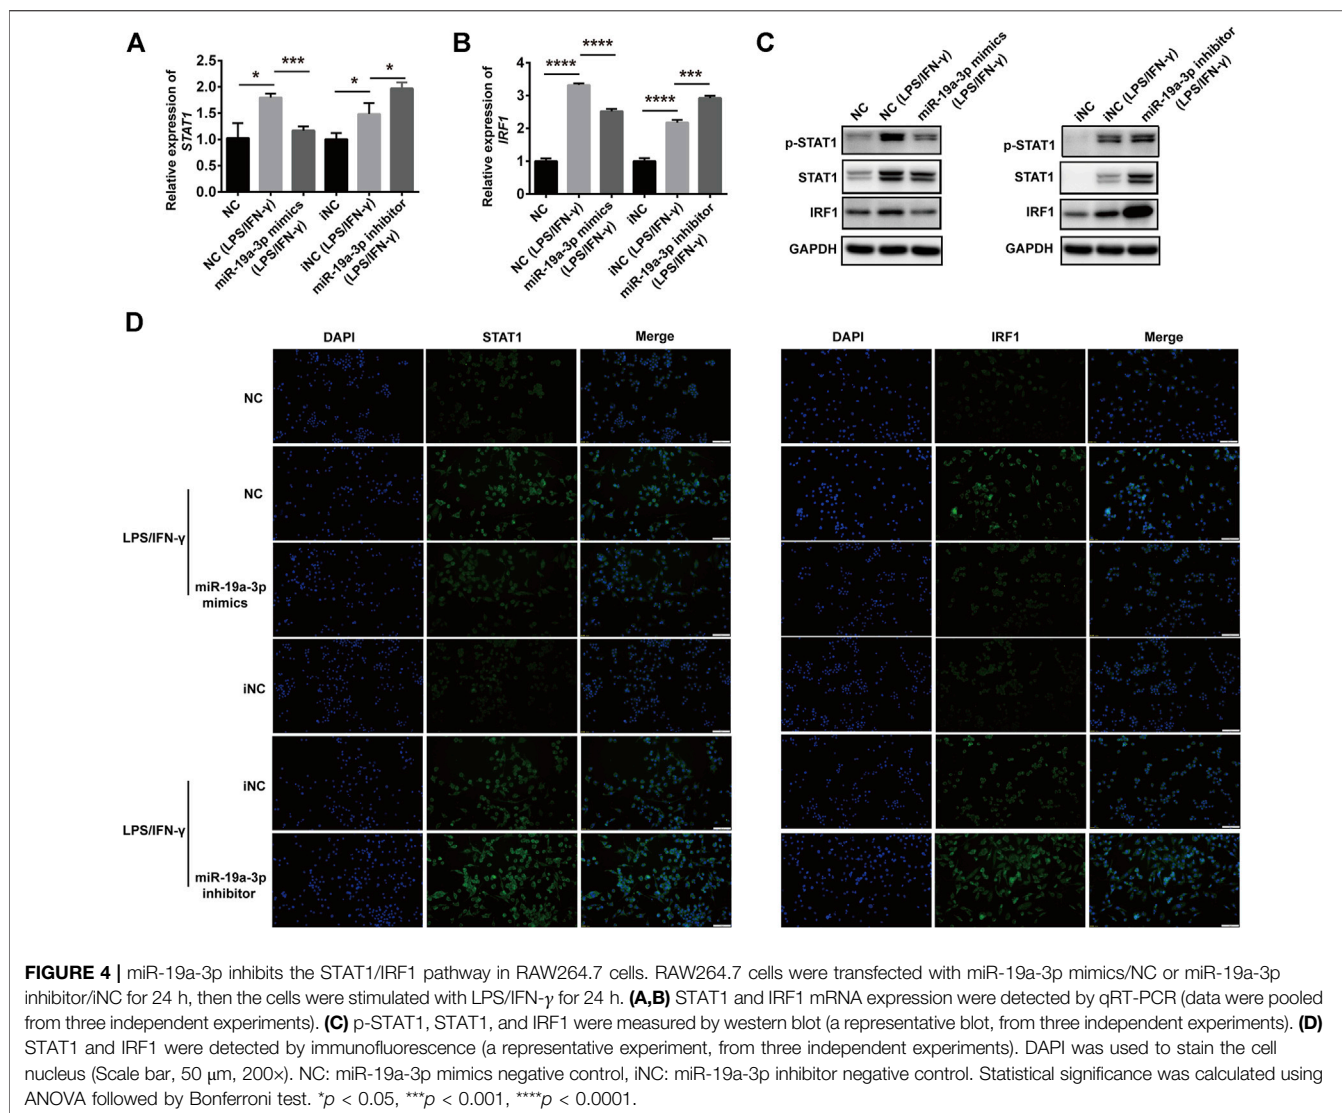 A
Relative expression of
STAT1
2.5
2.0
1.5
1.0
0.5
0.0
*
***
*
*
NC
NC (LPS/IFN-γ)
miR-19a-3p mimics
(LPS/IFN-γ)
iNC
iNC (LPS/IFN-γ)
miR-19a-3p inhibitor
(LPS/IFN-γ)
B
Relative expression of
IRF1
4
3
2
1
0
****
****
****
***
NC
NC (LPS/IFN-γ)
miR-19a-3p mimics
(LPS/IFN-γ)
iNC
iNC (LPS/IFN-γ)
miR-19a-3p inhibitor
(LPS/IFN-γ)
C
NC
NC (LPS/IFN-γ)
miR-19a-3p mimics
(LPS/IFN-γ)
p-STAT1
STAT1
IRF1
GAPDH
iNC
iNC (LPS/IFN-γ)
miR-19a-3p inhibitor
(LPS/IFN-γ)
p-STAT1
STAT1
IRF1
GAPDH
D
DAPI STAT1 Merge DAPI IRF1 Merge
NC
NC
LPS/IFN-γ
miR-19a-3p
mimics
iNC
iNC
LPS/IFN-γ
miR-19a-3p
inhibitor
FIGURE 4 | miR-19a-3p inhibits the STAT1/IRF1 pathway in RAW264.7 cells. RAW264.7 cells were transfected with miR-19a-3p mimics/NC or miR-19a-3p
inhibitor/iNC for 24 h, then the cells were stimulated with LPS/IFN-γ for 24 h. (A,B) STAT1 and IRF1 mRNA expression were detected by qRT-PCR (data were pooled
from three independent experiments). (C) p-STAT1, STAT1, and IRF1 were measured by western blot (a representative blot, from three independent experiments). (D)
STAT1 and IRF1 were detected by immunofluorescence (a representative experiment, from three independent experiments). DAPI was used to stain the cell
nucleus (Scale bar, 50 μm, 200×). NC: miR-19a-3p mimics negative control, iNC: miR-19a-3p inhibitor negative control. Statistical significance was calculated using
ANOVA followed by Bonferroni test. *p < 0.05, ***p < 0.001, ****p < 0.0001.